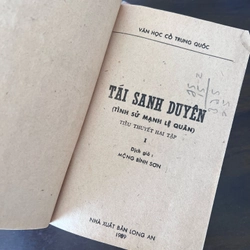 VĂN HỌC CỔ TRUNG QUỐC
TÁI SANH DUYÊN
(TÌNH SỬ MẠNH LỆ QUÂN)
TIỂU THUYẾT HAI TẬP
I
Dịch giả :
MỘNG BÌNH SƠN
NHÀ XUẤT BẢN LONG AN
1989